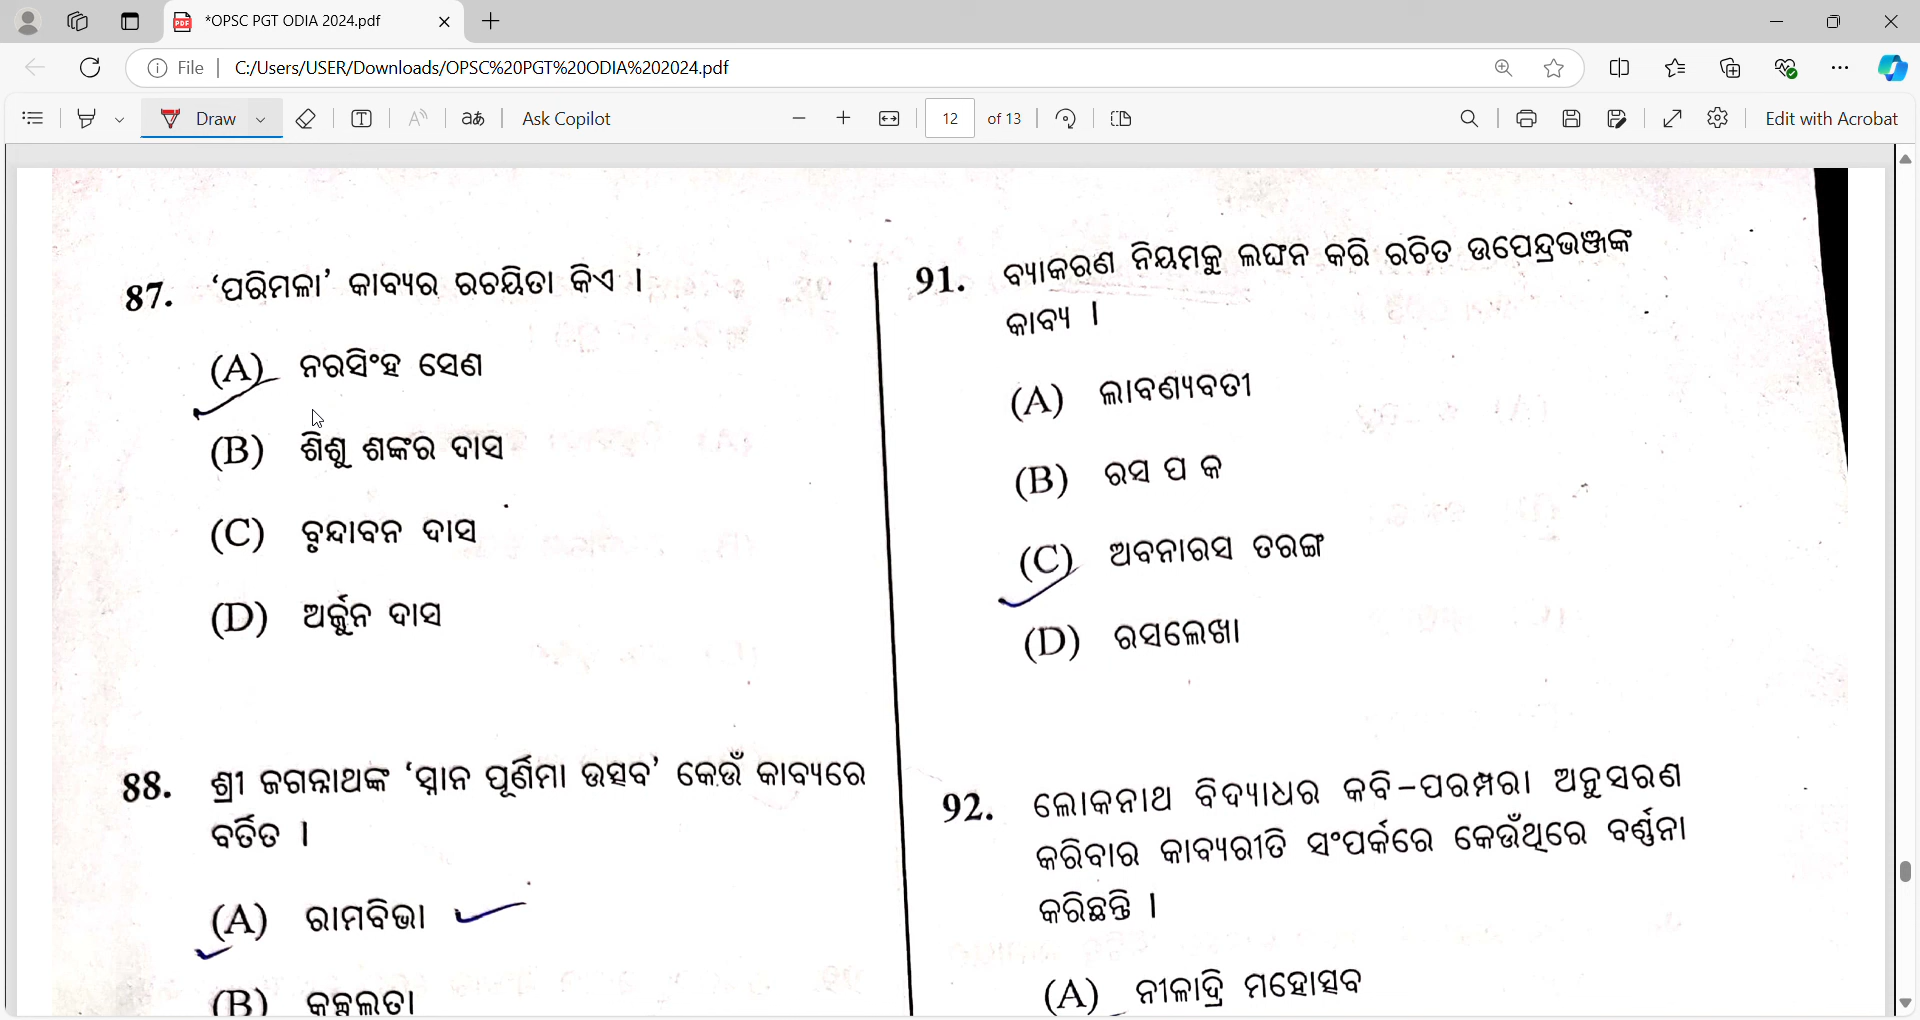 *OPSC PGT ODIA 2024.pdf
File
C:/Users/USER/Downloads/OPSC%20PGT%20ODIA%202024.pdf
Draw
Ask Copilot
12 of 13
Edit with Acrobat
87. ‘ପରିମଳା’ କାବ୍ୟର ରଚୟିତା କିଏ ।
(A) ନରସିଂହ ସେଣ
(B) ଶିଶୁ ଶଙ୍କର ଦାସ
(C) ବୃନ୍ଦାବନ ଦାସ
(D) ଅର୍ଜୁନ ଦାସ
88. ଶ୍ରୀ ଜଗନ୍ନାଥଙ୍କ ‘ସ୍ନାନ ପୂର୍ଣିମା ଉତ୍ସବ’ କେଉଁ କାବ୍ୟରେ
ବର୍ତିତ ।
(A) ରାମବିଭା
(B) କଳ୍ପଲତା
91. ବ୍ୟାକରଣ ନିୟମକୁ ଲଙ୍ଘନ କରି ରଚିତ ଉପେନ୍ଦ୍ରଭଞ୍ଜଙ୍କ
କାବ୍ୟ ।
(A) ଲାବଣ୍ୟବତୀ
(B) ରସ ପ କ
(C) ଅବନାରସ ତରଙ୍ଗ
(D) ରସଲେଖା
92. ଲୋକନାଥ ବିଦ୍ୟାଧର କବି-ପରମ୍ପରା ଅନୁସରଣ
କରିବାର କାବ୍ୟରୀତି ସଂପର୍କରେ କେଉଁଥିରେ ବର୍ଣ୍ଣନା
କରିଛନ୍ତି ।
(A) ନୀଳାଦ୍ରି ମହୋତ୍ସବ